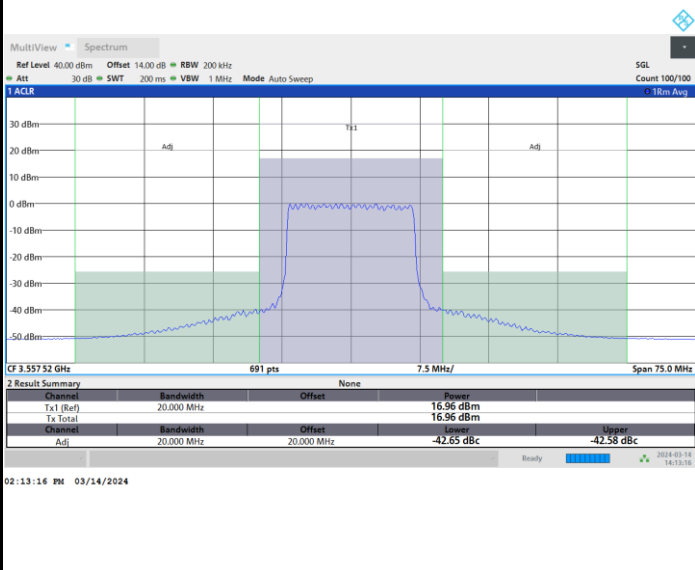 MultiView Spectrum
Ref Level 40.00 dBm Offset 14.00 dB RBW 200 kHz SGL
Att 30 dB SWT 200 ms VBW 1 MHz Mode Auto Sweep Count 100/100
1 ACLR 1Rm Avg
Tx1
30 dBm
Adj Adj
20 dBm
10 dBm
0 dBm
-10 dBm
-20 dBm
-30 dBm
-40 dBm
-50 dBm
CF 3.557 52 GHz 691 pts 7.5 MHz/ Span 75.0 MHz
2 Result Summary None
Channel Bandwidth Offset Power
Tx1 (Ref) 20.000 MHz 16.96 dBm
Tx Total 16.96 dBm
Channel Bandwidth Offset Lower Upper
Adj 20.000 MHz 20.000 MHz -42.65 dBc -42.58 dBc
Ready 2024-03-14
14:13:16
02:13:16 PM 03/14/2024